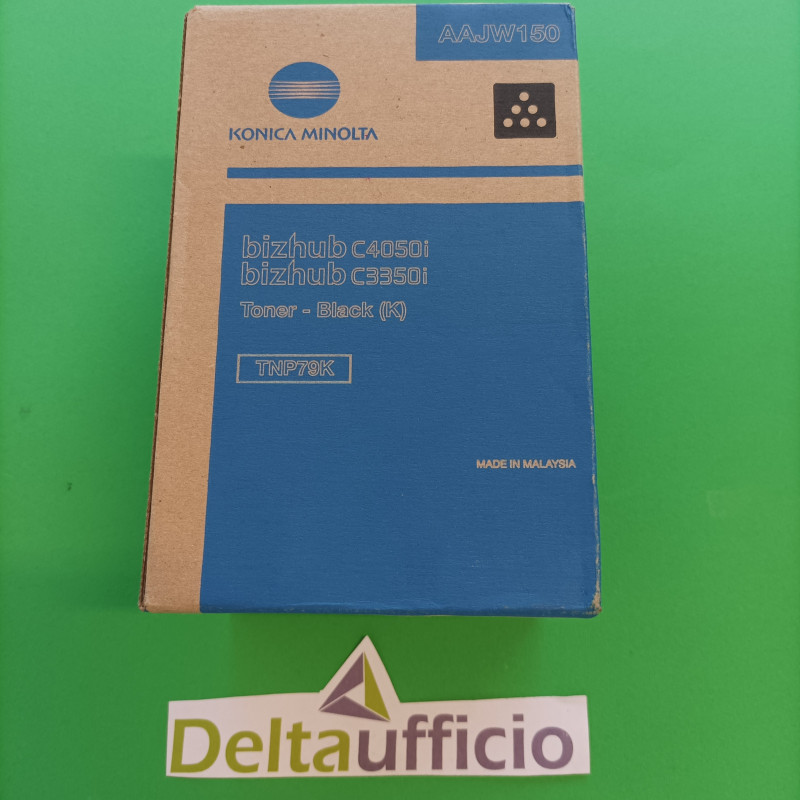 AAJW150
KONICA MINOLTA
bizhub C4050i
bizhub C3350i
Toner - Black (K)
TNP79K
MADE IN MALAYSIA
Deltaufficio